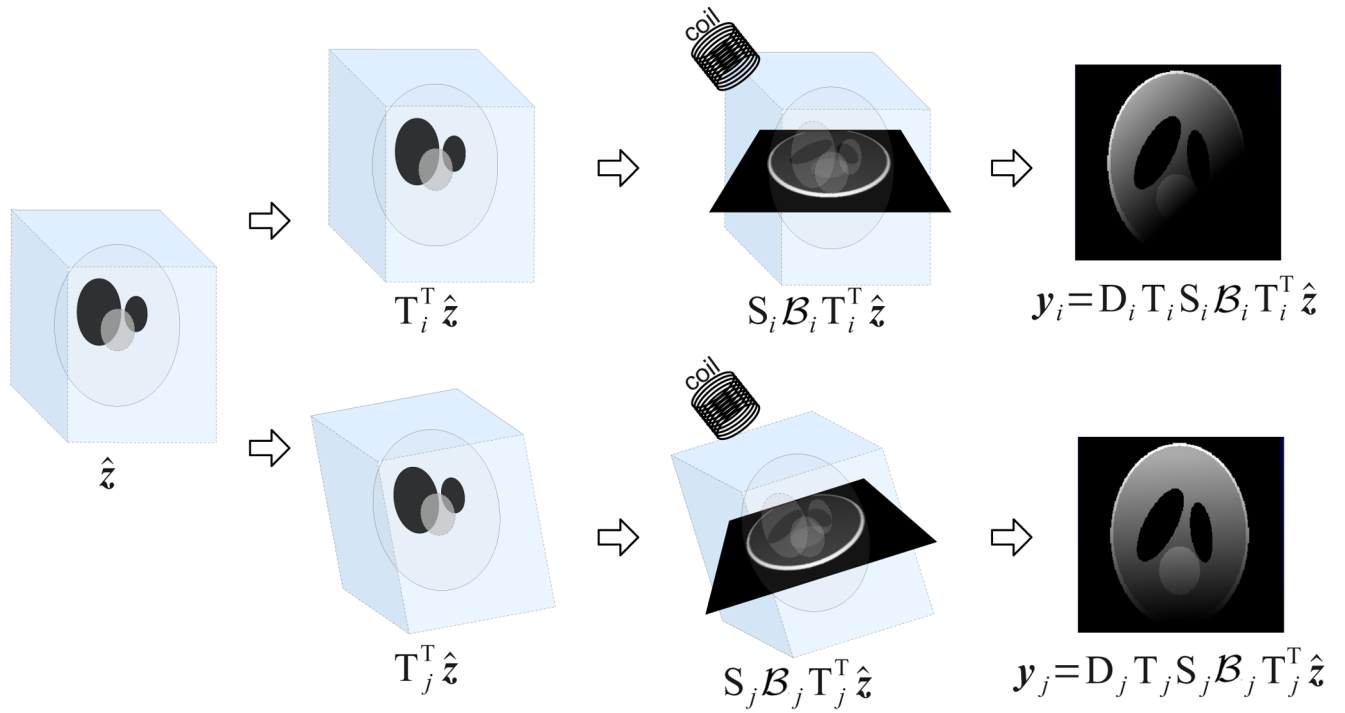 coil
T_i^T ẑ
S_i ℬ_i T_i^T ẑ
y_i = D_i T_i S_i ℬ_i T_i^T ẑ
ẑ
coil
T_j^T ẑ
S_j ℬ_j T_j^T ẑ
y_j = D_j T_j S_j ℬ_j T_j^T ẑ